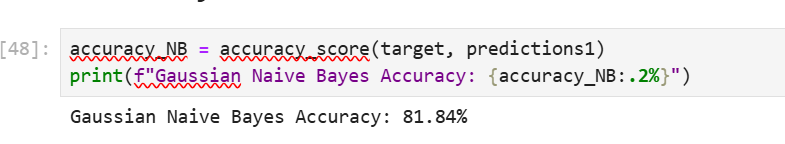 [48]: accuracy_NB = accuracy_score(target, predictions1)
print(f"Gaussian Naive Bayes Accuracy: {accuracy_NB:.2%}")
Gaussian Naive Bayes Accuracy: 81.84%